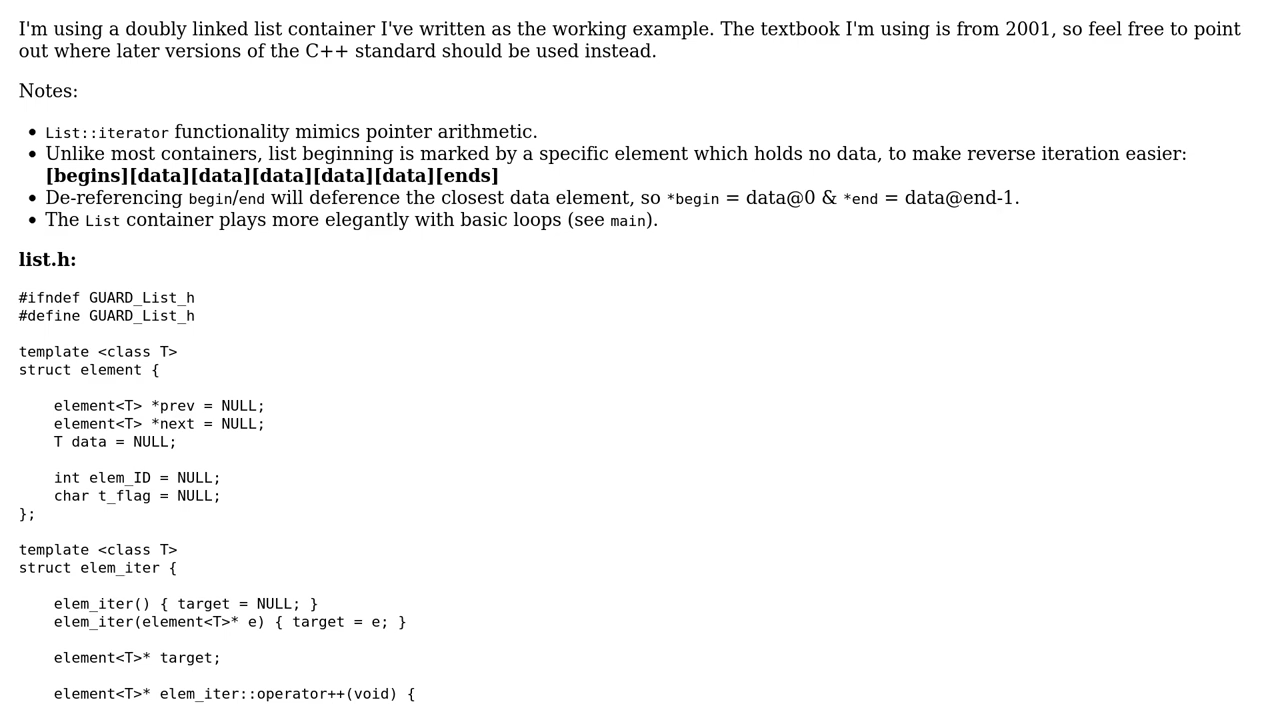 I'm using a doubly linked list container I've written as the working example. The textbook I'm using is from 2001, so feel free to point
out where later versions of the C++ standard should be used instead.
Notes:
• List::iterator functionality mimics pointer arithmetic.
• Unlike most containers, list beginning is marked by a specific element which holds no data, to make reverse iteration easier:
[begins][data][data][data][data][data][ends]
• De-referencing begin/end will deference the closest data element, so *begin = data@0 & *end = data@end-1.
• The List container plays more elegantly with basic loops (see main).
list.h:
#ifndef GUARD_List_h
#define GUARD_List_h
template <class T>
struct element {
    element<T> *prev = NULL;
    element<T> *next = NULL;
    T data = NULL;
    int elem_ID = NULL;
    char t_flag = NULL;
};
template <class T>
struct elem_iter {
    elem_iter() { target = NULL; }
    elem_iter(element<T>* e) { target = e; }
    element<T>* target;
    element<T>* elem_iter::operator++(void) {